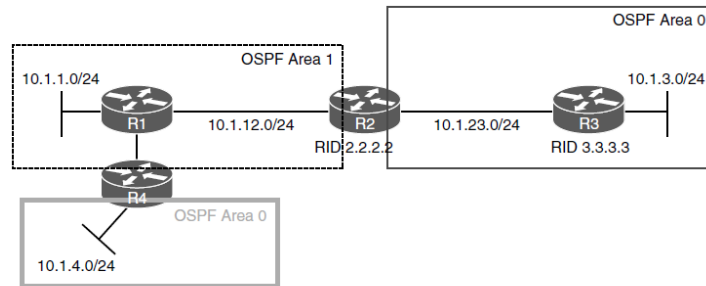 OSPF Area 0
OSPF Area 1
10.1.1.0/24
10.1.3.0/24
R1
10.1.12.0/24
R2
10.1.23.0/24
R3
RID 2.2.2.2
RID 3.3.3.3
R4
OSPF Area 0
10.1.4.0/24